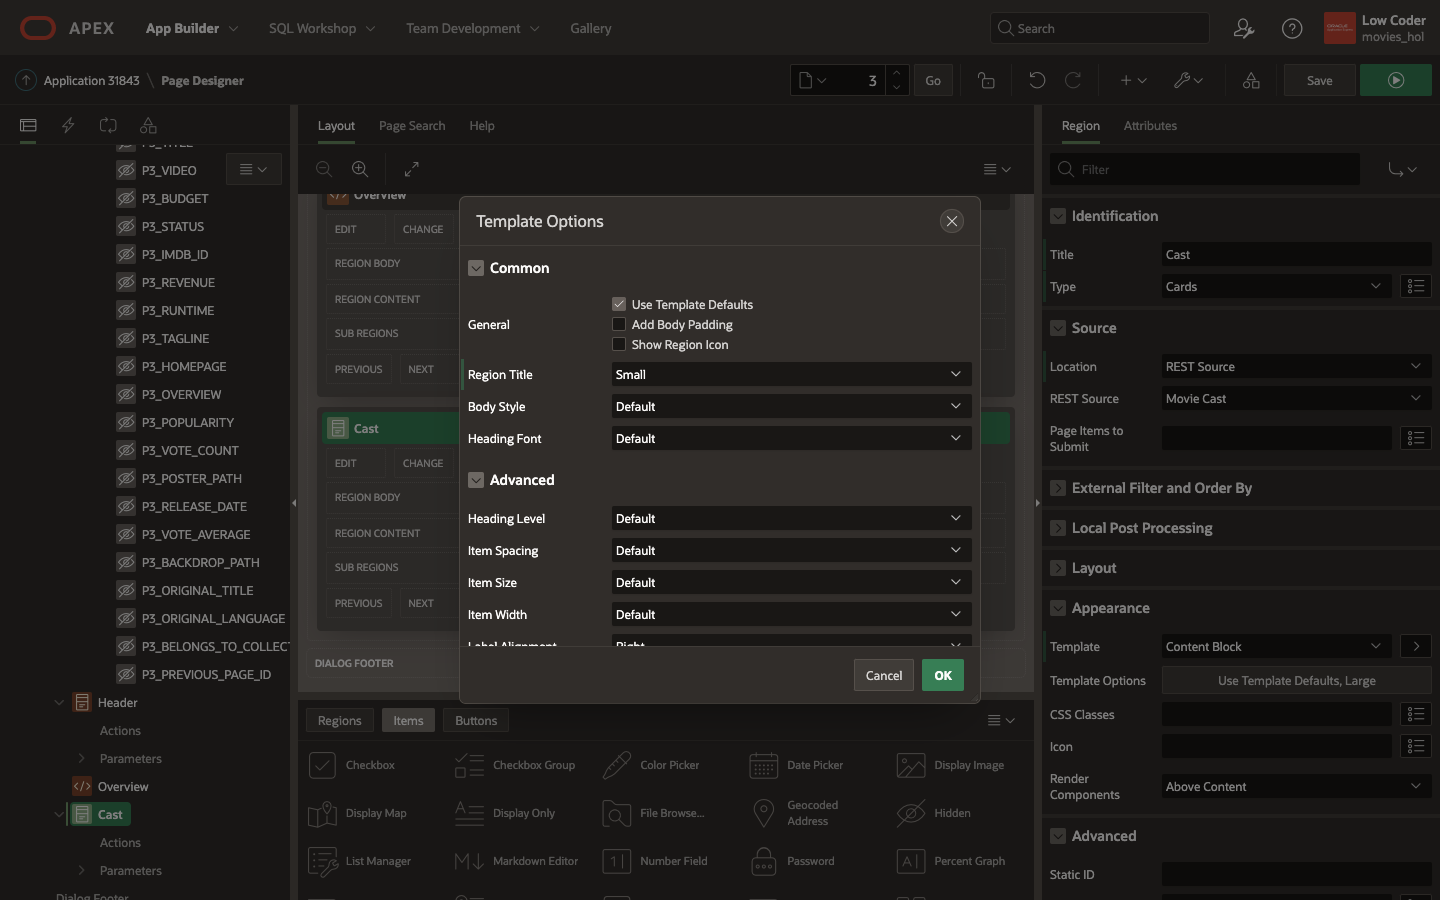 APEX
App Builder
SQL Workshop
Team Development
Gallery
Search
Low Coder
movies_hol
Application 31843 \ Page Designer
3
Go
Save
Layout
Page Search
Help
Region
Attributes
P3_TITLE
P3_VIDEO
P3_BUDGET
P3_STATUS
P3_IMDB_ID
P3_REVENUE
P3_RUNTIME
P3_TAGLINE
P3_HOMEPAGE
P3_OVERVIEW
P3_POPULARITY
P3_VOTE_COUNT
P3_POSTER_PATH
P3_RELEASE_DATE
P3_VOTE_AVERAGE
P3_BACKDROP_PATH
P3_ORIGINAL_TITLE
P3_ORIGINAL_LANGUAGE
P3_BELONGS_TO_COLLECT
P3_PREVIOUS_PAGE_ID
Header
Actions
Parameters
Overview
Cast
Actions
Parameters
Dialog Footer
Overview
EDIT
CHANGE
REGION BODY
REGION CONTENT
SUB REGIONS
PREVIOUS
NEXT
Cast
EDIT
CHANGE
REGION BODY
REGION CONTENT
SUB REGIONS
PREVIOUS
NEXT
DIALOG FOOTER
Template Options
Common
General
Use Template Defaults
Add Body Padding
Show Region Icon
Region Title
Small
Body Style
Default
Heading Font
Default
Advanced
Heading Level
Default
Item Spacing
Default
Item Size
Default
Item Width
Default
Label Alignment
Right
Cancel
OK
Regions
Items
Buttons
Checkbox
Checkbox Group
Color Picker
Date Picker
Display Image
Display Map
Display Only
File Browse...
Geocoded
Address
Hidden
List Manager
Markdown Editor
Number Field
Password
Percent Graph
Filter
Identification
Title
Cast
Type
Cards
Source
Location
REST Source
REST Source
Movie Cast
Page Items to
Submit
External Filter and Order By
Local Post Processing
Layout
Appearance
Template
Content Block
Template Options
Use Template Defaults, Large
CSS Classes
Icon
Render
Components
Above Content
Advanced
Static ID